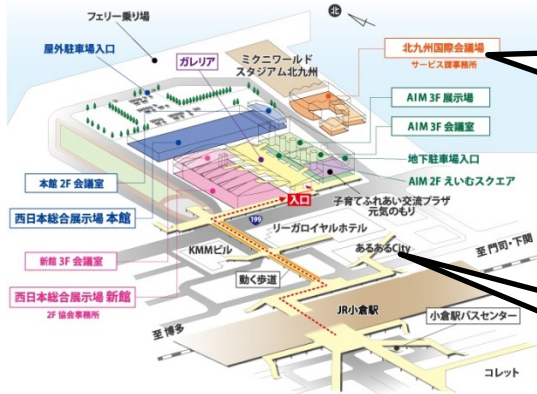 北
フェリー乗り場
屋外駐車場入口
ガレリア
ミクニワールド
スタジアム北九州
北九州国際会議場
サービス課事務所
AIM 3F 展示場
AIM 3F 会議室
地下駐車場入口
AIM 2F えいむスクエア
子育てふれあい交流プラザ
元気のもり
本館 2F 会議室
西日本総合展示場 本館
入口
199
リーガロイヤルホテル
新館 3F 会議室
KMMビル
あるあるCity
至 門司・下関
西日本総合展示場 新館
2F 協会事務所
動く歩道
至 博多
JR小倉駅
小倉駅バスセンター
コレット